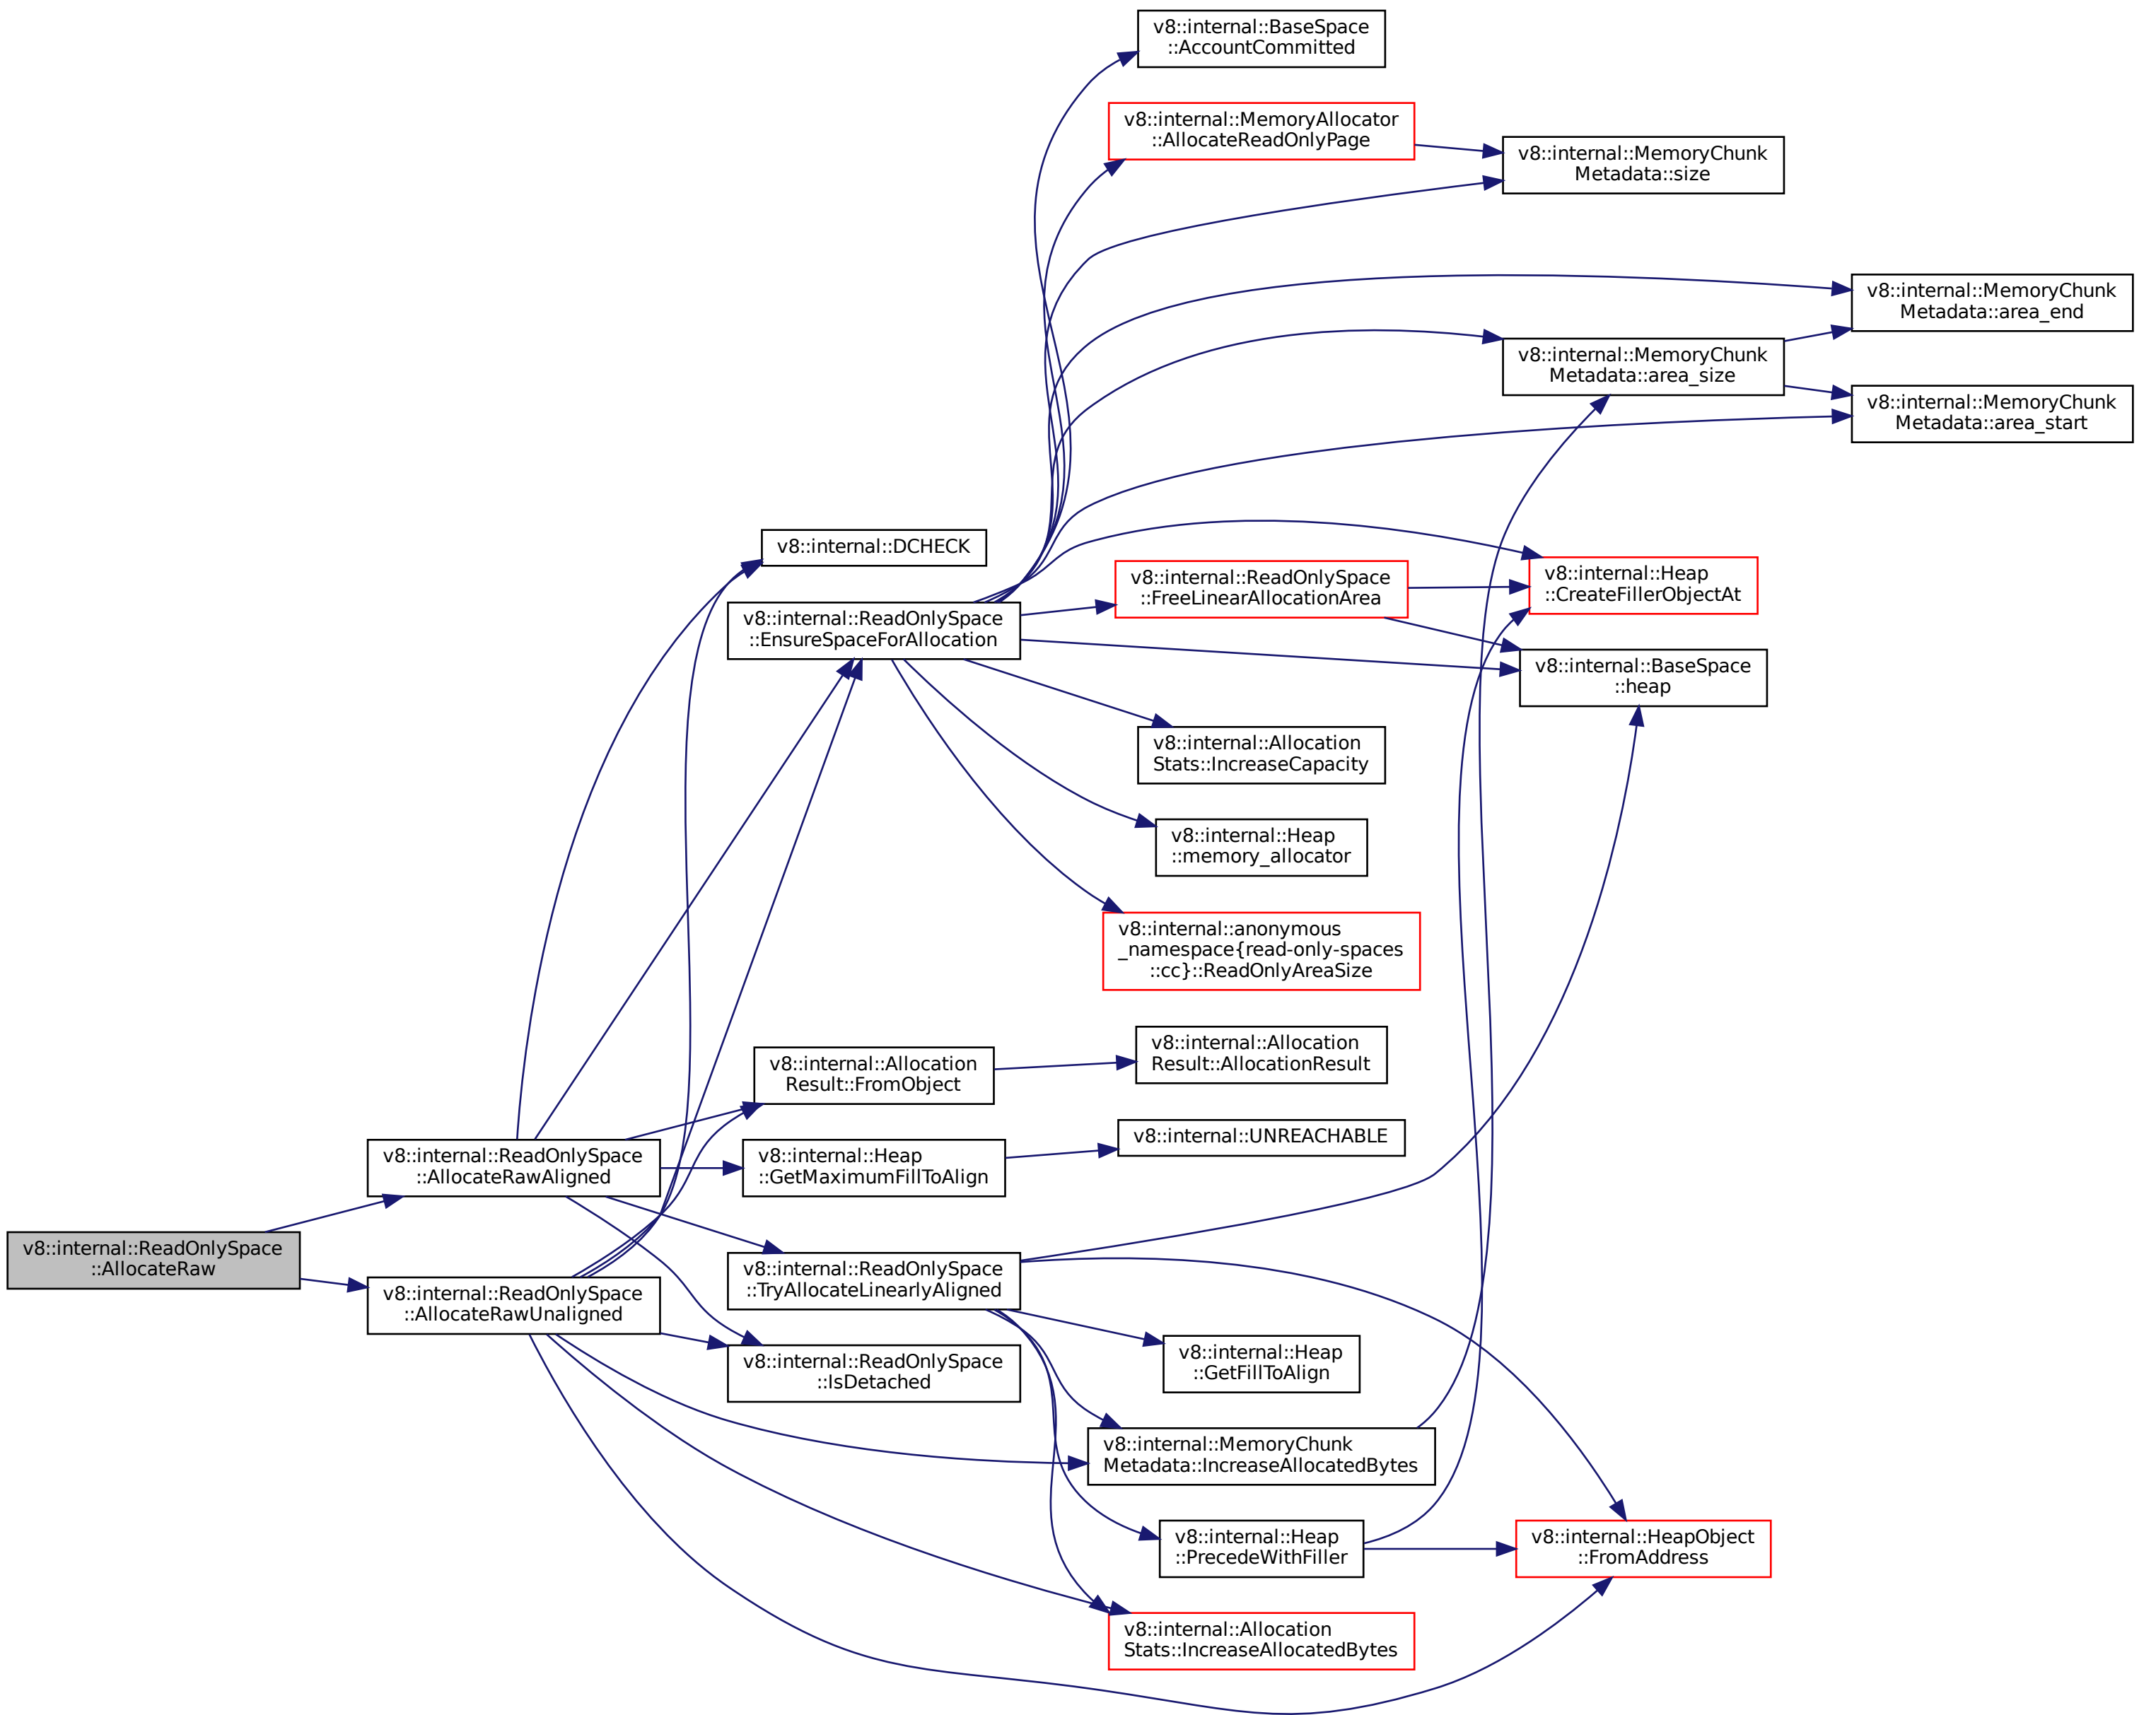 v8::internal::BaseSpace
::AccountCommitted
v8::internal::MemoryAllocator
::AllocateReadOnlyPage
v8::internal::MemoryChunk
Metadata::size
v8::internal::MemoryChunk
Metadata::area_end
v8::internal::MemoryChunk
Metadata::area_size
v8::internal::MemoryChunk
Metadata::area_start
v8::internal::DCHECK
v8::internal::ReadOnlySpace
::EnsureSpaceForAllocation
v8::internal::ReadOnlySpace
::FreeLinearAllocationArea
v8::internal::Heap
::CreateFillerObjectAt
v8::internal::BaseSpace
::heap
v8::internal::Allocation
Stats::IncreaseCapacity
v8::internal::Heap
::memory_allocator
v8::internal::anonymous
_namespace{read-only-spaces
::cc}::ReadOnlyAreaSize
v8::internal::Allocation
Result::FromObject
v8::internal::Allocation
Result::AllocationResult
v8::internal::ReadOnlySpace
::AllocateRawAligned
v8::internal::Heap
::GetMaximumFillToAlign
v8::internal::UNREACHABLE
v8::internal::ReadOnlySpace
::AllocateRaw
v8::internal::ReadOnlySpace
::AllocateRawUnaligned
v8::internal::ReadOnlySpace
::TryAllocateLinearlyAligned
v8::internal::ReadOnlySpace
::IsDetached
v8::internal::Heap
::GetFillToAlign
v8::internal::MemoryChunk
Metadata::IncreaseAllocatedBytes
v8::internal::Heap
::PrecedeWithFiller
v8::internal::HeapObject
::FromAddress
v8::internal::Allocation
Stats::IncreaseAllocatedBytes